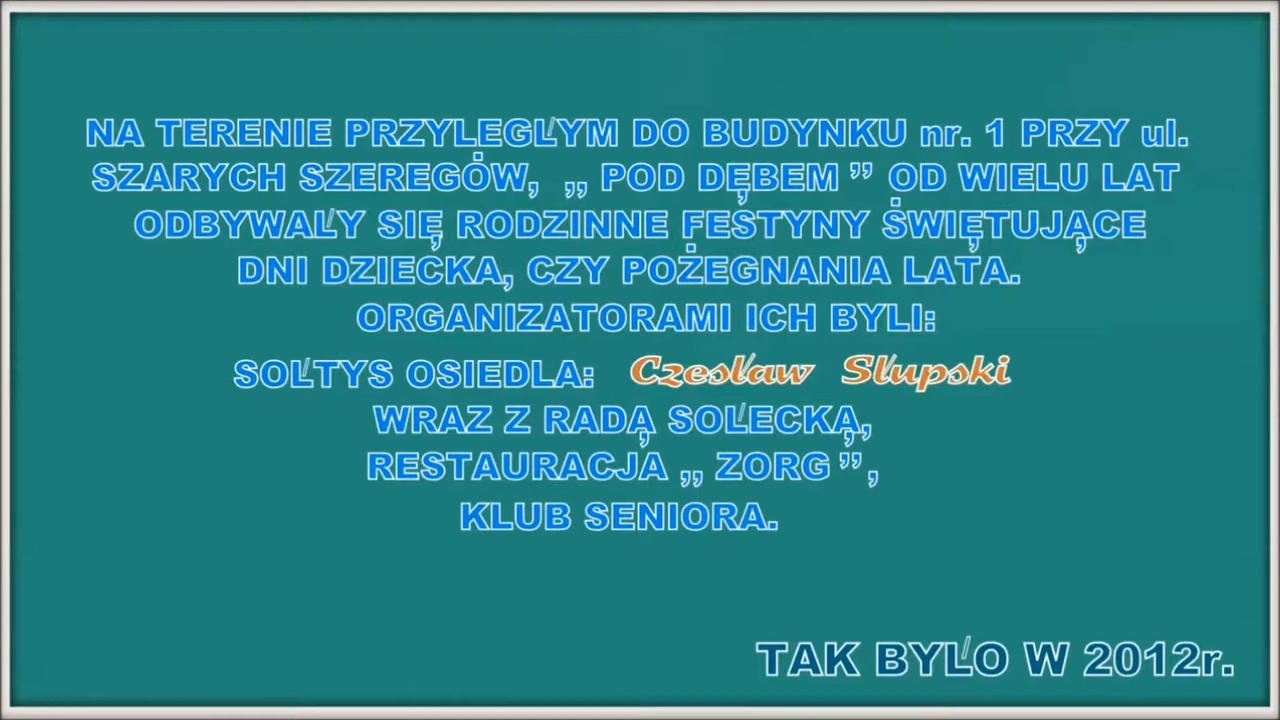 NA TERENIE PRZYLEGŁYM DO BUDYNKU nr. 1 PRZY ul.
SZARYCH SZEREGÓW, ,, POD DĘBEM ” OD WIELU LAT
ODBYWAŁY SIĘ RODZINNE FESTYNY ŚWIĘTUJĄCE
DNI DZIECKA, CZY POŻEGNANIA LATA.
ORGANIZATORAMI ICH BYLI:
SOŁTYS OSIEDLA: Czesław Słupski
WRAZ Z RADĄ SOŁECKĄ,
RESTAURACJA ,, ZORG ” ,
KLUB SENIORA.
TAK BYŁO W 2012r.